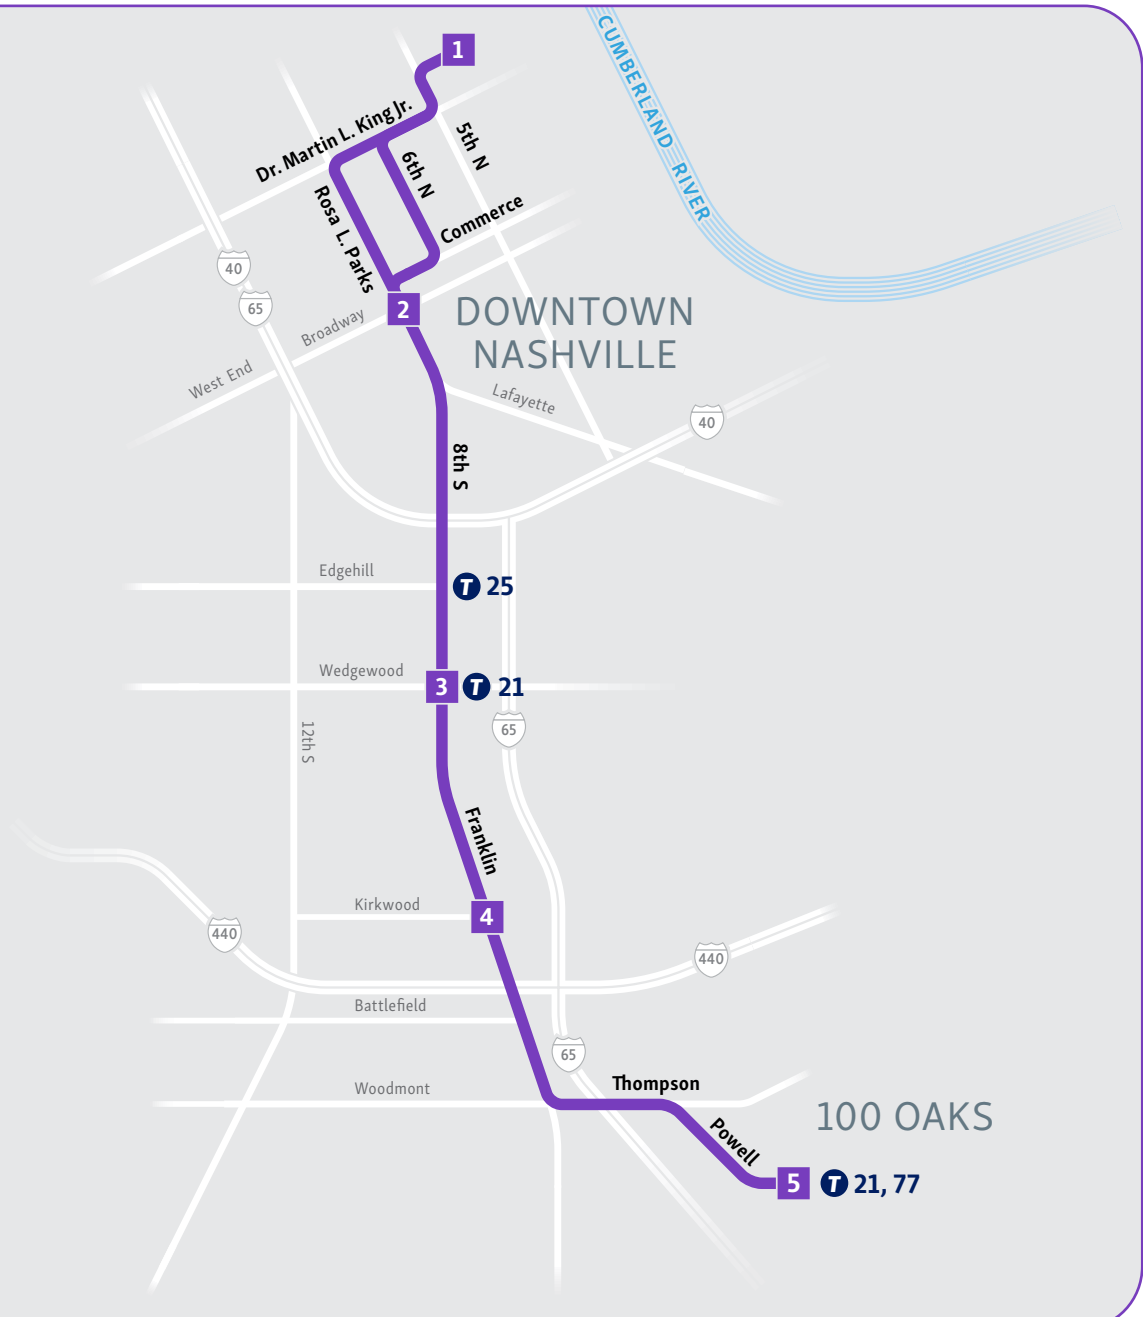 CUMBERLAND RIVER
1
Dr. Martin L. King Jr.
5th N
6th N
Rosa L. Parks
Commerce
40
65
2
DOWNTOWN
NASHVILLE
Broadway
West End
Lafayette
40
8th S
Edgehill
T 25
Wedgewood
3
T 21
12th S
65
Franklin
Kirkwood
4
440
440
Battlefield
65
Woodmont
Thompson
100 OAKS
Powell
5
T 21, 77